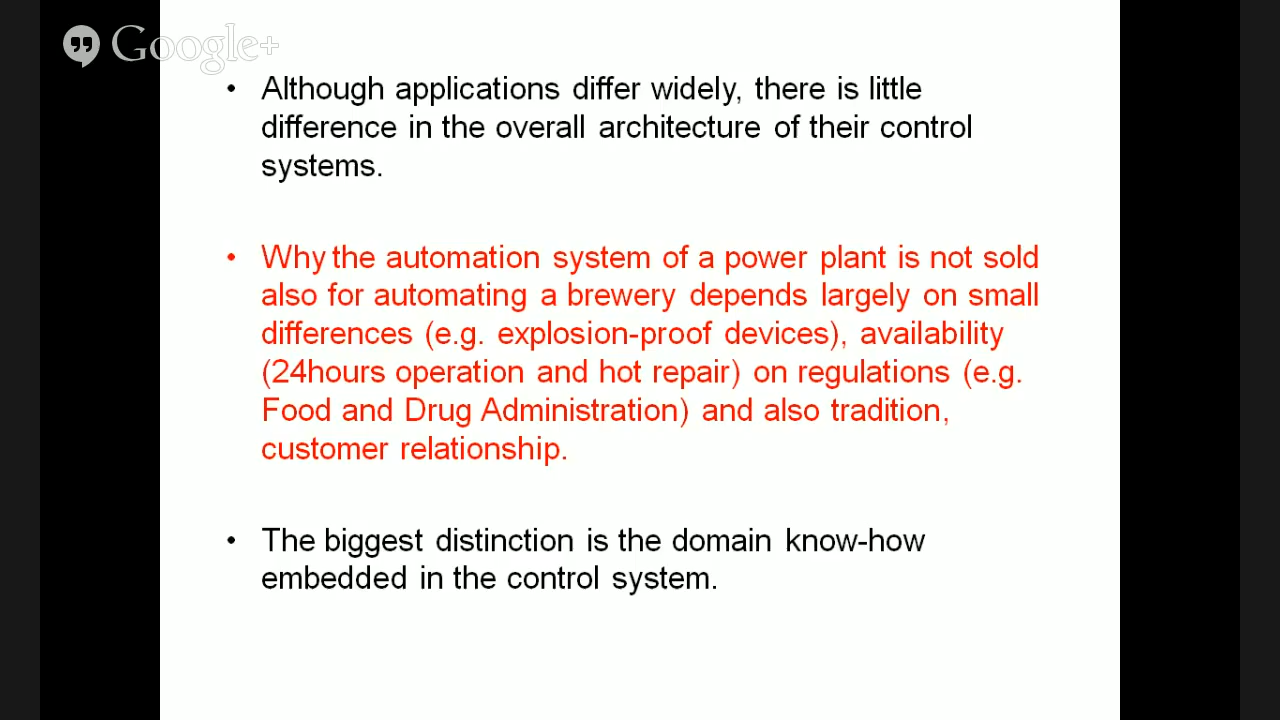 Google+
• Although applications differ widely, there is little
difference in the overall architecture of their control
systems.
• Why the automation system of a power plant is not sold
also for automating a brewery depends largely on small
differences (e.g. explosion-proof devices), availability
(24hours operation and hot repair) on regulations (e.g.
Food and Drug Administration) and also tradition,
customer relationship.
• The biggest distinction is the domain know-how
embedded in the control system.